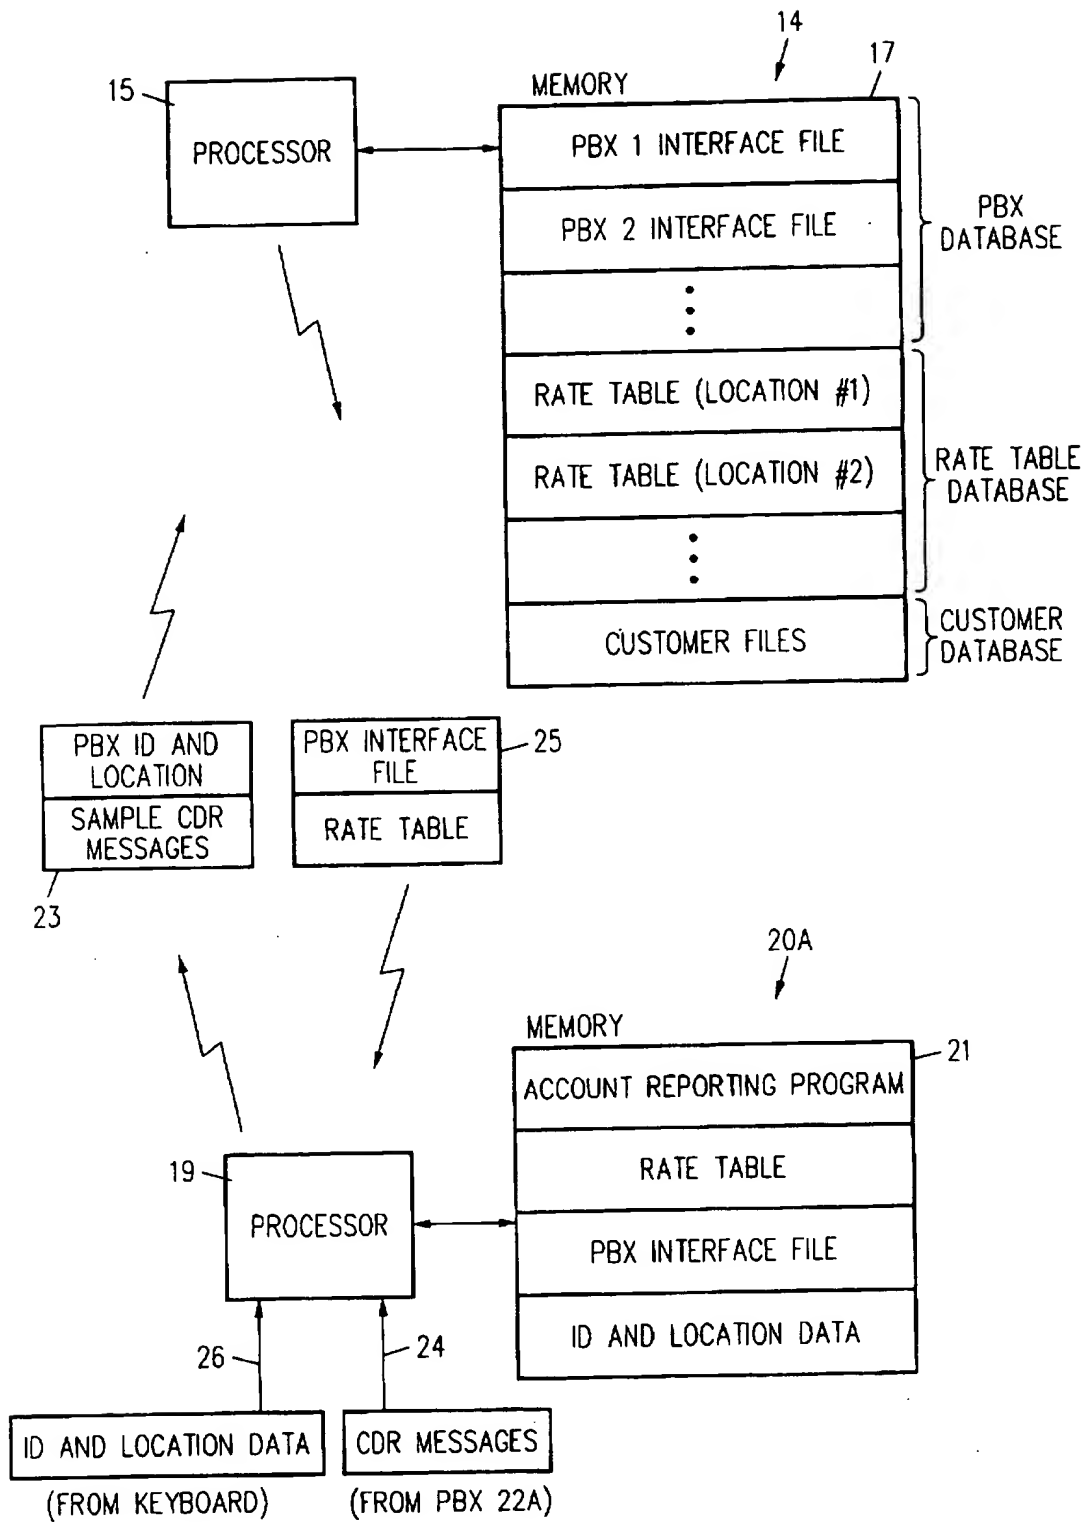 14
15
MEMORY
17
PROCESSOR
PBX 1 INTERFACE FILE
PBX 2 INTERFACE FILE
PBX
DATABASE
RATE TABLE (LOCATION #1)
RATE TABLE (LOCATION #2)
RATE TABLE
DATABASE
CUSTOMER FILES
CUSTOMER
DATABASE
PBX ID AND
LOCATION
SAMPLE CDR
MESSAGES
23
PBX INTERFACE
FILE
RATE TABLE
25
20A
MEMORY
21
ACCOUNT REPORTING PROGRAM
RATE TABLE
PBX INTERFACE FILE
ID AND LOCATION DATA
19
PROCESSOR
26
24
ID AND LOCATION DATA
(FROM KEYBOARD)
CDR MESSAGES
(FROM PBX 22A)